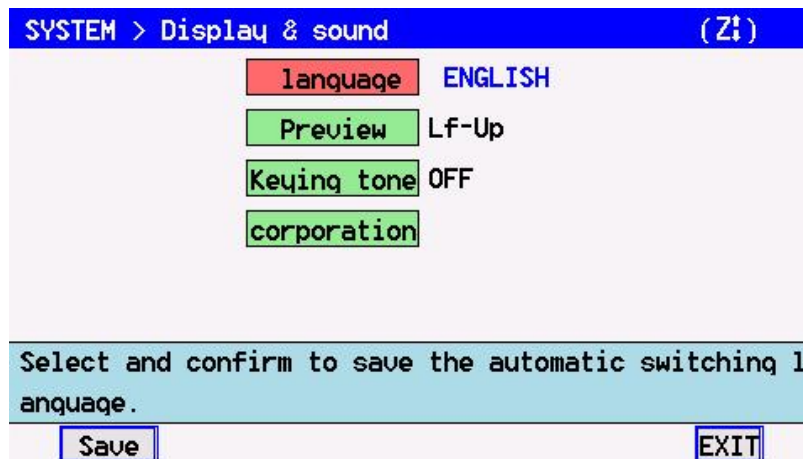 SYSTEM > Display & sound (Z↕)
language ENGLISH
Preview Lf-Up
Keying tone OFF
corporation
Select and confirm to save the automatic switching l
anguage.
Save EXIT